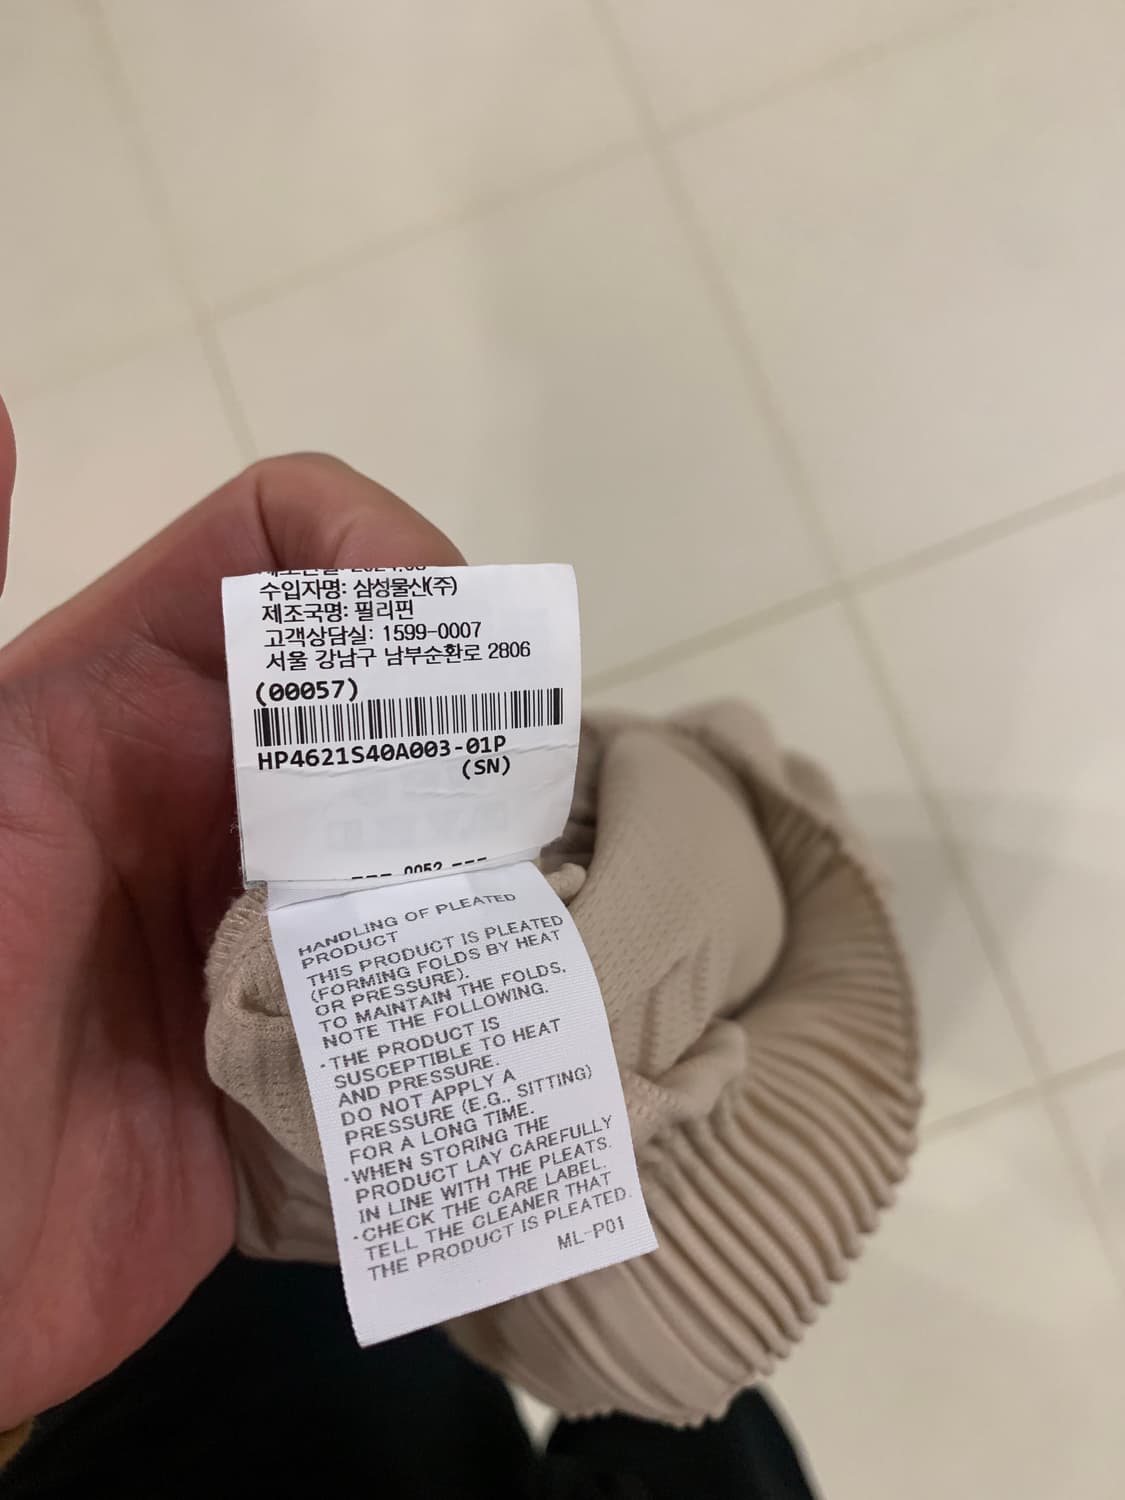 수입자명: 삼성물산(주)
제조국명: 필리핀
고객상담실: 1599-0007
서울 강남구 남부순환로 2806
(00057)
HP4621S40A003-01P
(SN)
--- 0052 ---
HANDLING OF PLEATED
PRODUCT
THIS PRODUCT IS PLEATED
(FORMING FOLDS BY HEAT
OR PRESSURE).
TO MAINTAIN THE FOLDS,
NOTE THE FOLLOWING.
·THE PRODUCT IS
SUSCEPTIBLE TO HEAT
AND PRESSURE.
DO NOT APPLY A
PRESSURE (E.G., SITTING)
FOR A LONG TIME.
·WHEN STORING THE
PRODUCT LAY CAREFULLY
IN LINE WITH THE PLEATS.
·CHECK THE CARE LABEL.
TELL THE CLEANER THAT
THE PRODUCT IS PLEATED.
ML-P01